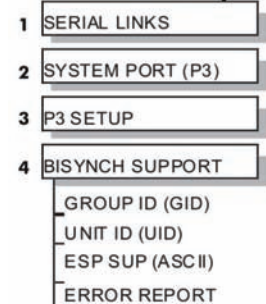 1 SERIAL LINKS
2 SYSTEM PORT (P3)
3 P3 SETUP
4 BISYNCH SUPPORT
GROUP ID (GID)
UNIT ID (UID)
ESP SUP (ASCII)
ERROR REPORT